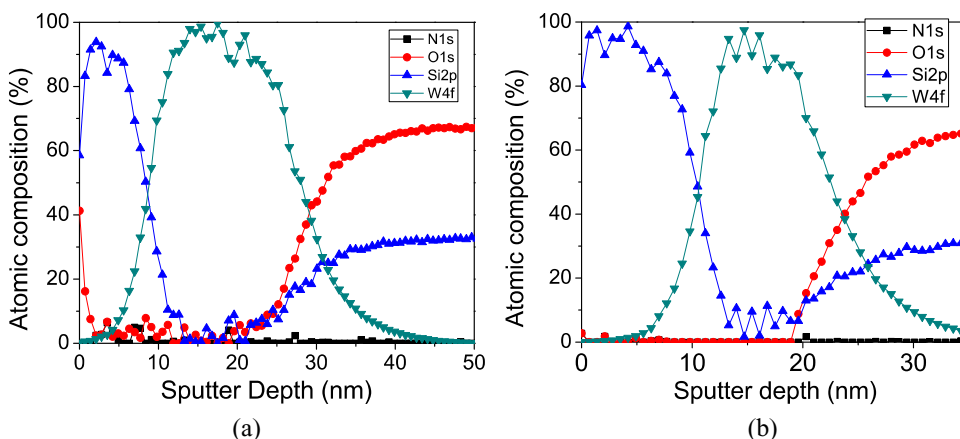 Atomic composition (%)
100
80
60
40
20
0
0 10 20 30 40 50
Sputter Depth (nm)
N1s
O1s
Si2p
W4f
(a)
Atomic composition (%)
100
80
60
40
20
0
0 10 20 30
Sputter depth (nm)
N1s
O1s
Si2p
W4f
(b)